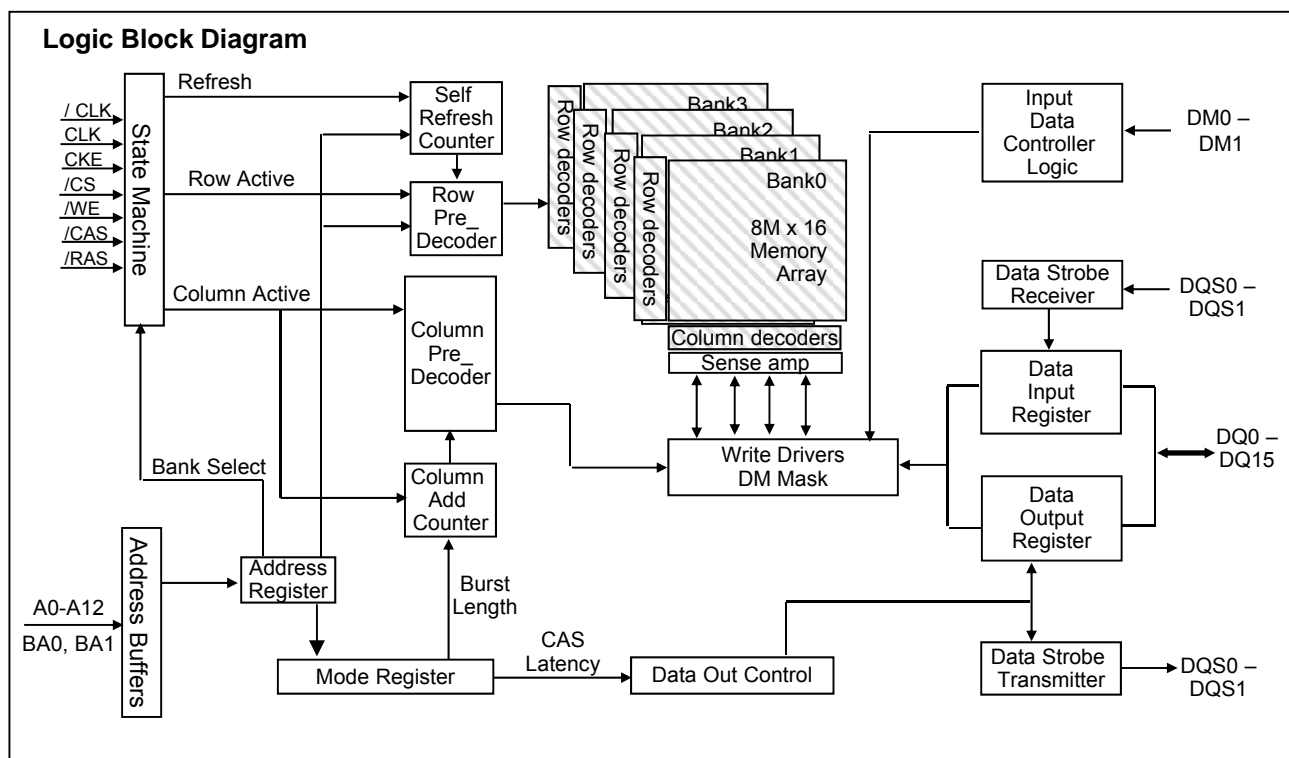 Logic Block Diagram
/ CLK
CLK
CKE
/CS
/WE
/CAS
/RAS
State Machine
Refresh
Row Active
Column Active
Bank Select
Self
Refresh
Counter
Row
Pre_
Decoder
Column
Pre_
Decoder
Column
Add
Counter
Row decoders
Row decoders
Row decoders
Row decoders
Bank3
Bank2
Bank1
Bank0
8M x 16
Memory
Array
Column decoders
Sense amp
Write Drivers
DM Mask
Input
Data
Controller
Logic
DM0 –
DM1
Data Strobe
Receiver
DQS0 –
DQS1
Data
Input
Register
DQ0 –
DQ15
Data
Output
Register
Address Buffers
A0-A12
BA0, BA1
Address
Register
Burst
Length
Mode Register
CAS
Latency
Data Out Control
Data Strobe
Transmitter
DQS0 –
DQS1